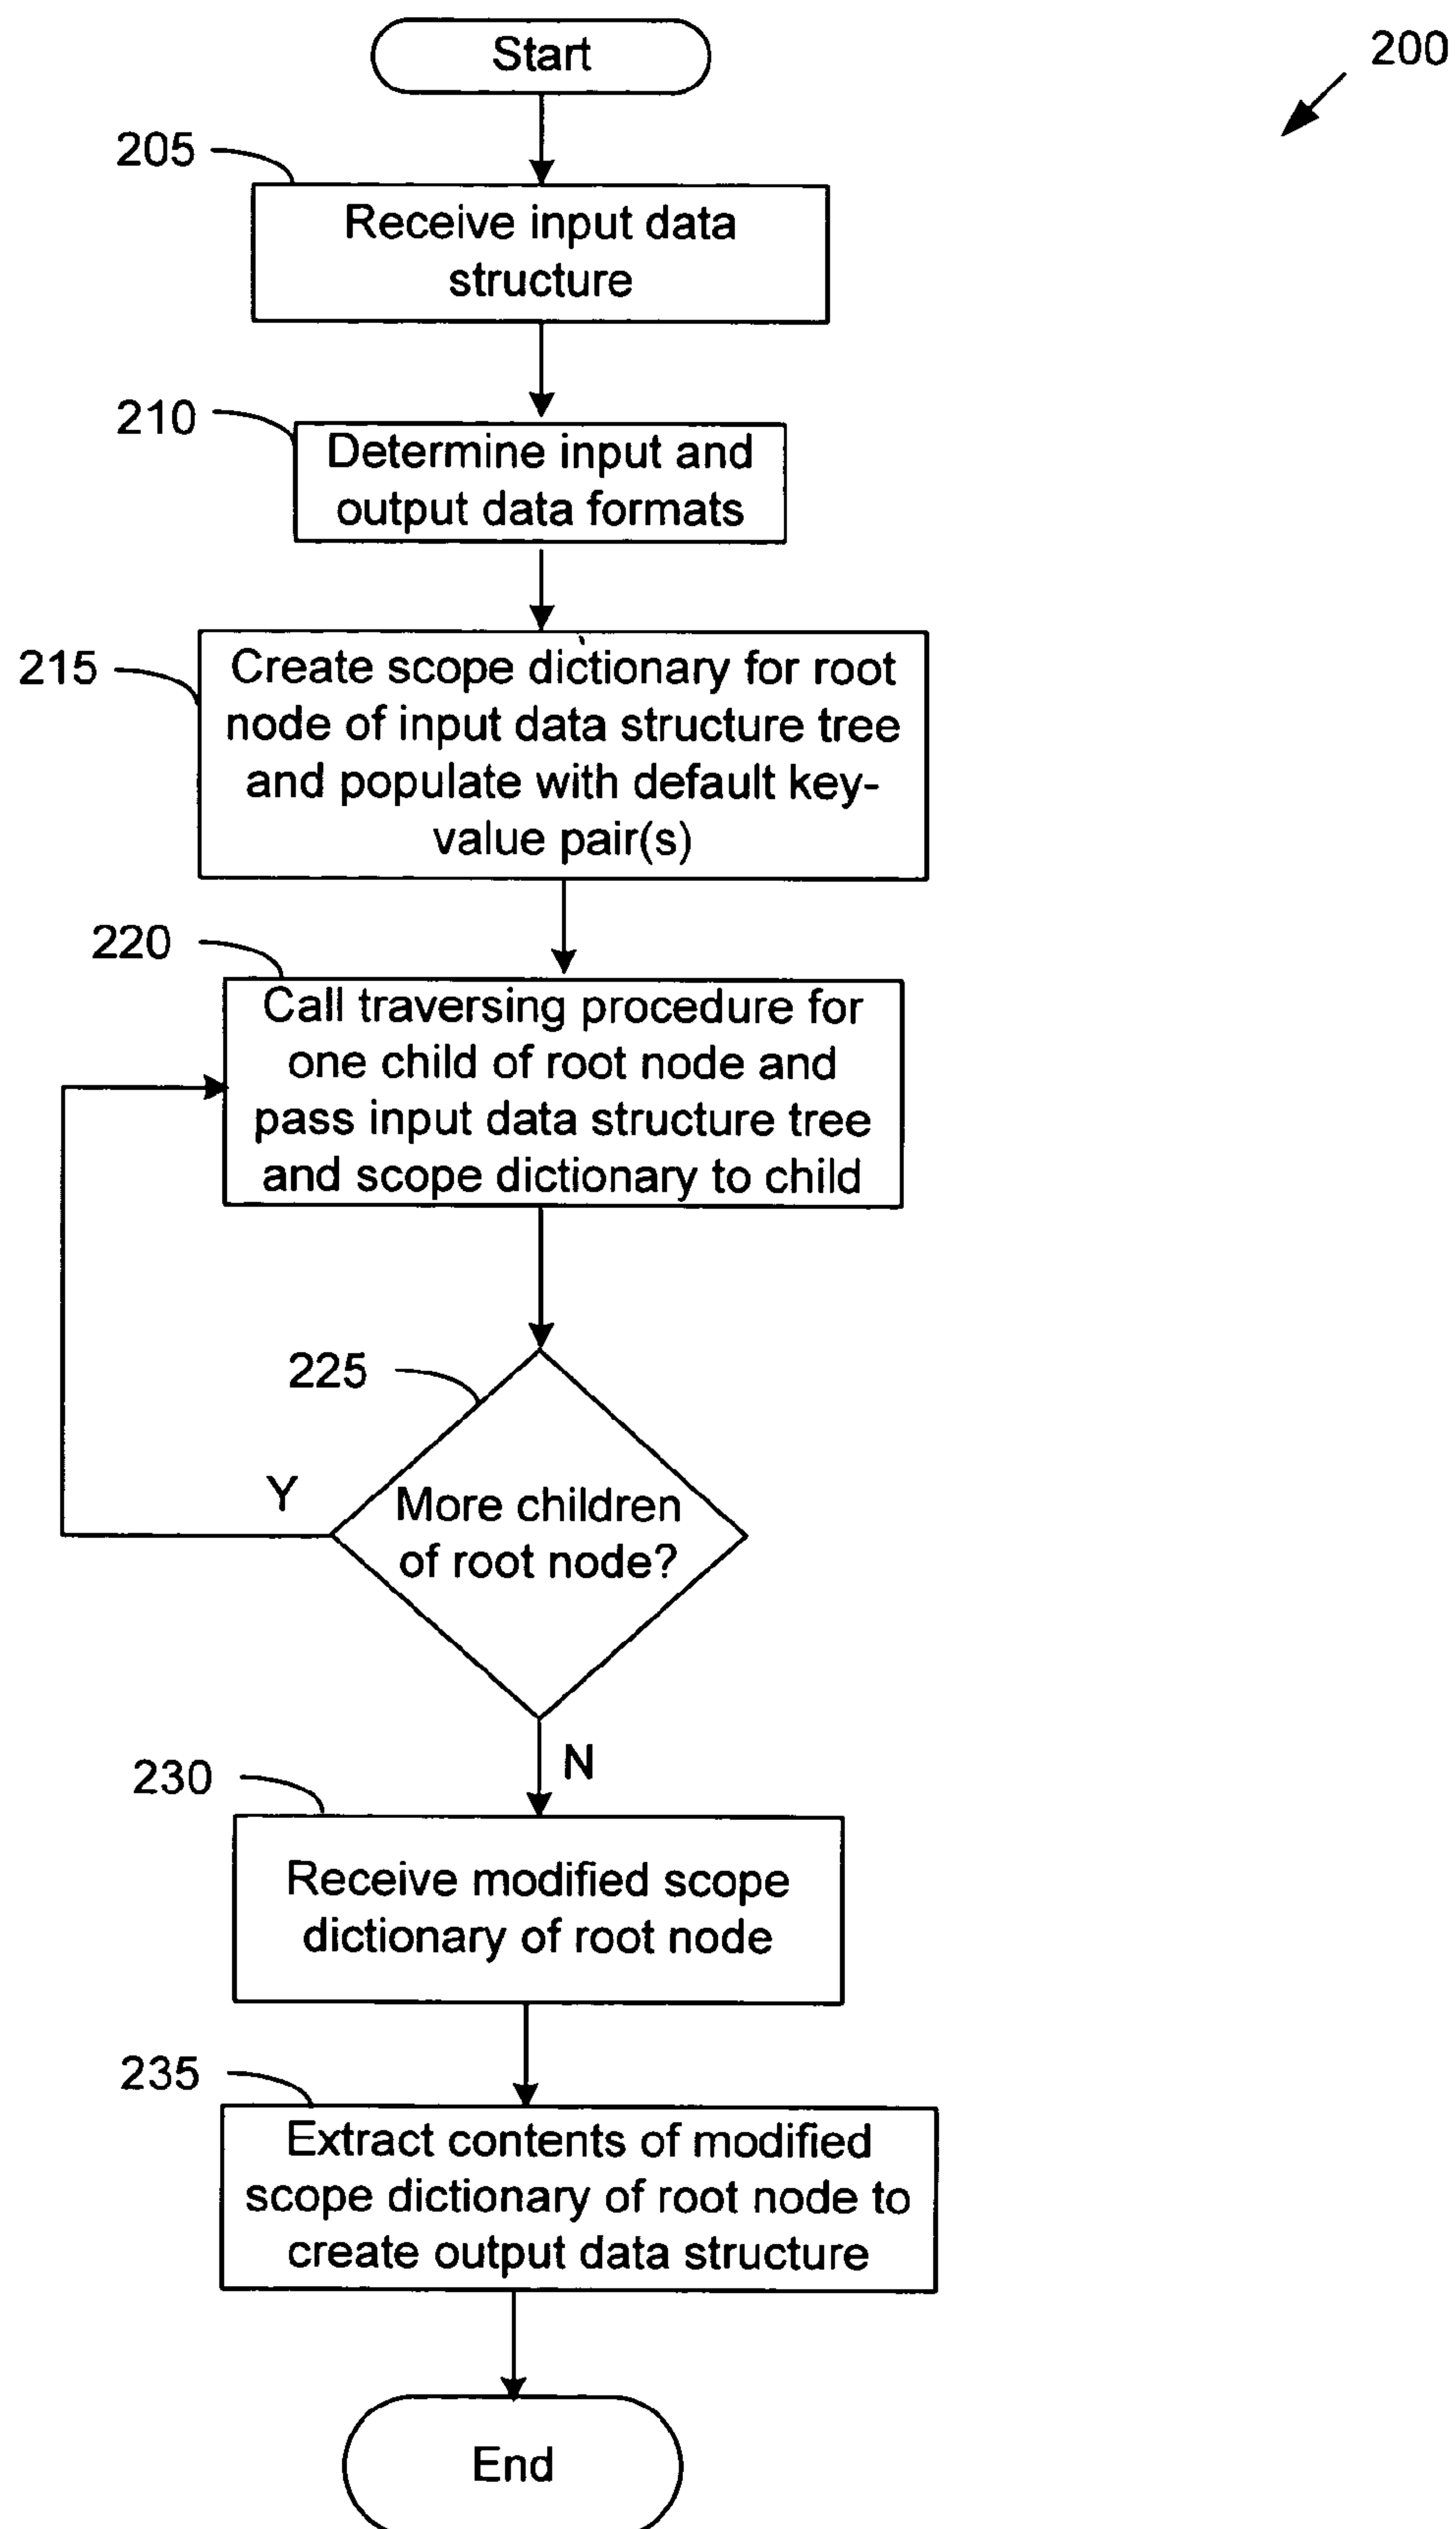 Start
200
205
Receive input data
structure
210
Determine input and
output data formats
215
Create scope dictionary for root
node of input data structure tree
and populate with default key-
value pair(s)
220
Call traversing procedure for
one child of root node and
pass input data structure tree
and scope dictionary to child
225
More children
of root node?
Y
N
230
Receive modified scope
dictionary of root node
235
Extract contents of modified
scope dictionary of root node to
create output data structure
End